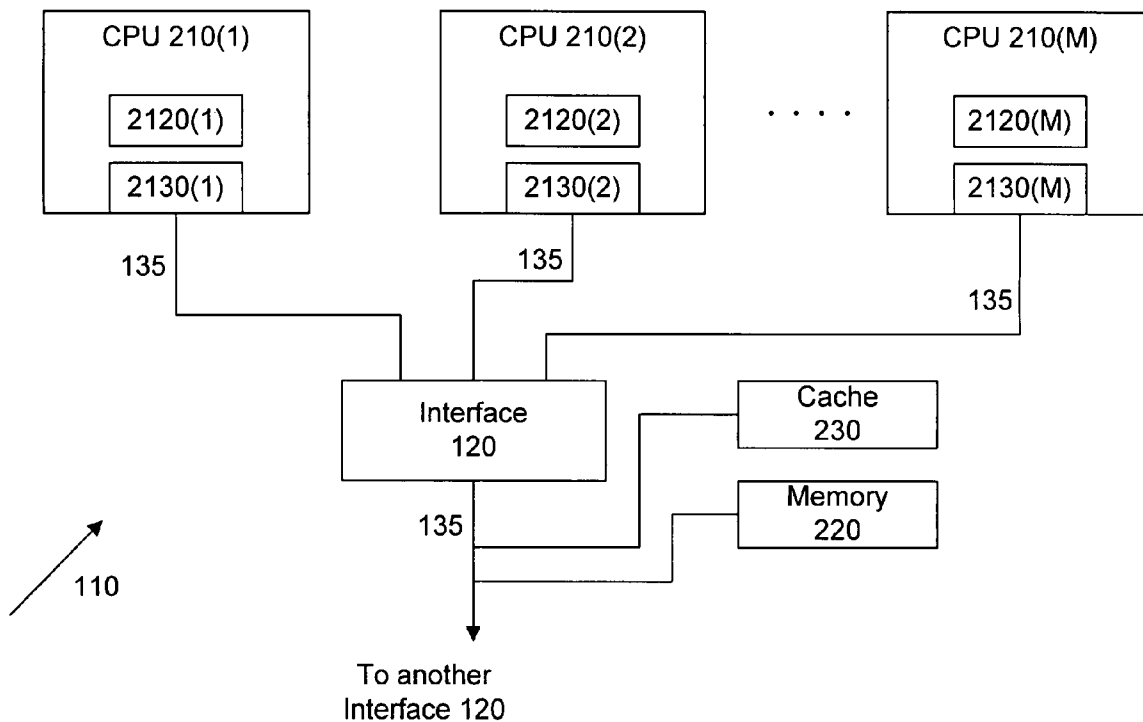 CPU 210(1)
CPU 210(2)
CPU 210(M)
2120(1)
2120(2)
. . . .
2120(M)
2130(1)
2130(2)
2130(M)
135
135
135
Interface
120
Cache
230
Memory
220
135
110
To another
Interface 120